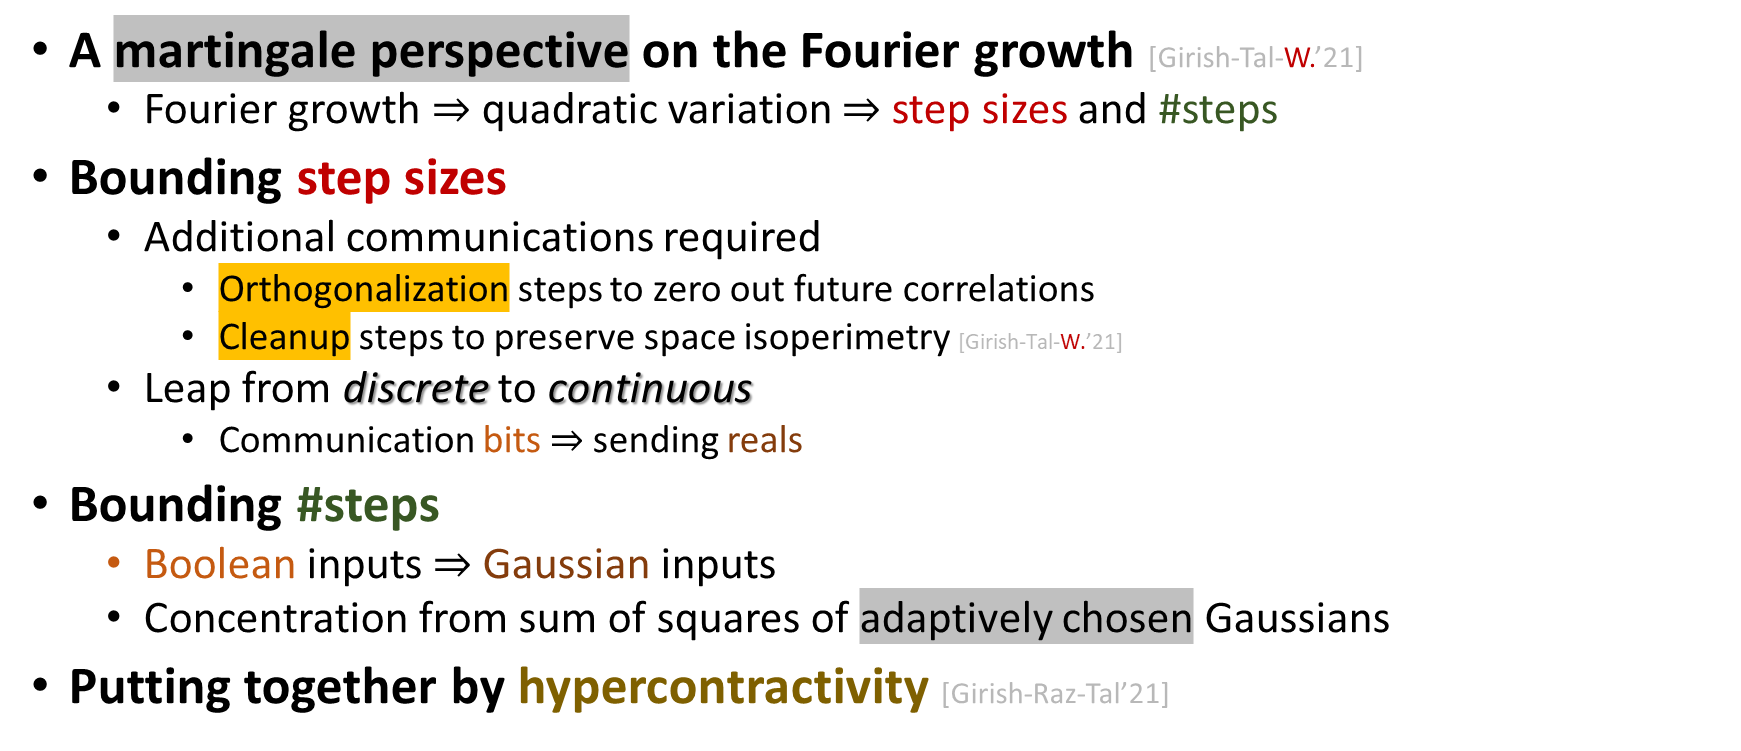 • A martingale perspective on the Fourier growth [Girish-Tal-W.’21]
• Fourier growth ⇒ quadratic variation ⇒ step sizes and #steps
• Bounding step sizes
• Additional communications required
• Orthogonalization steps to zero out future correlations
• Cleanup steps to preserve space isoperimetry [Girish-Tal-W.’21]
• Leap from discrete to continuous
• Communication bits ⇒ sending reals
• Bounding #steps
• Boolean inputs ⇒ Gaussian inputs
• Concentration from sum of squares of adaptively chosen Gaussians
• Putting together by hypercontractivity [Girish-Raz-Tal’21]